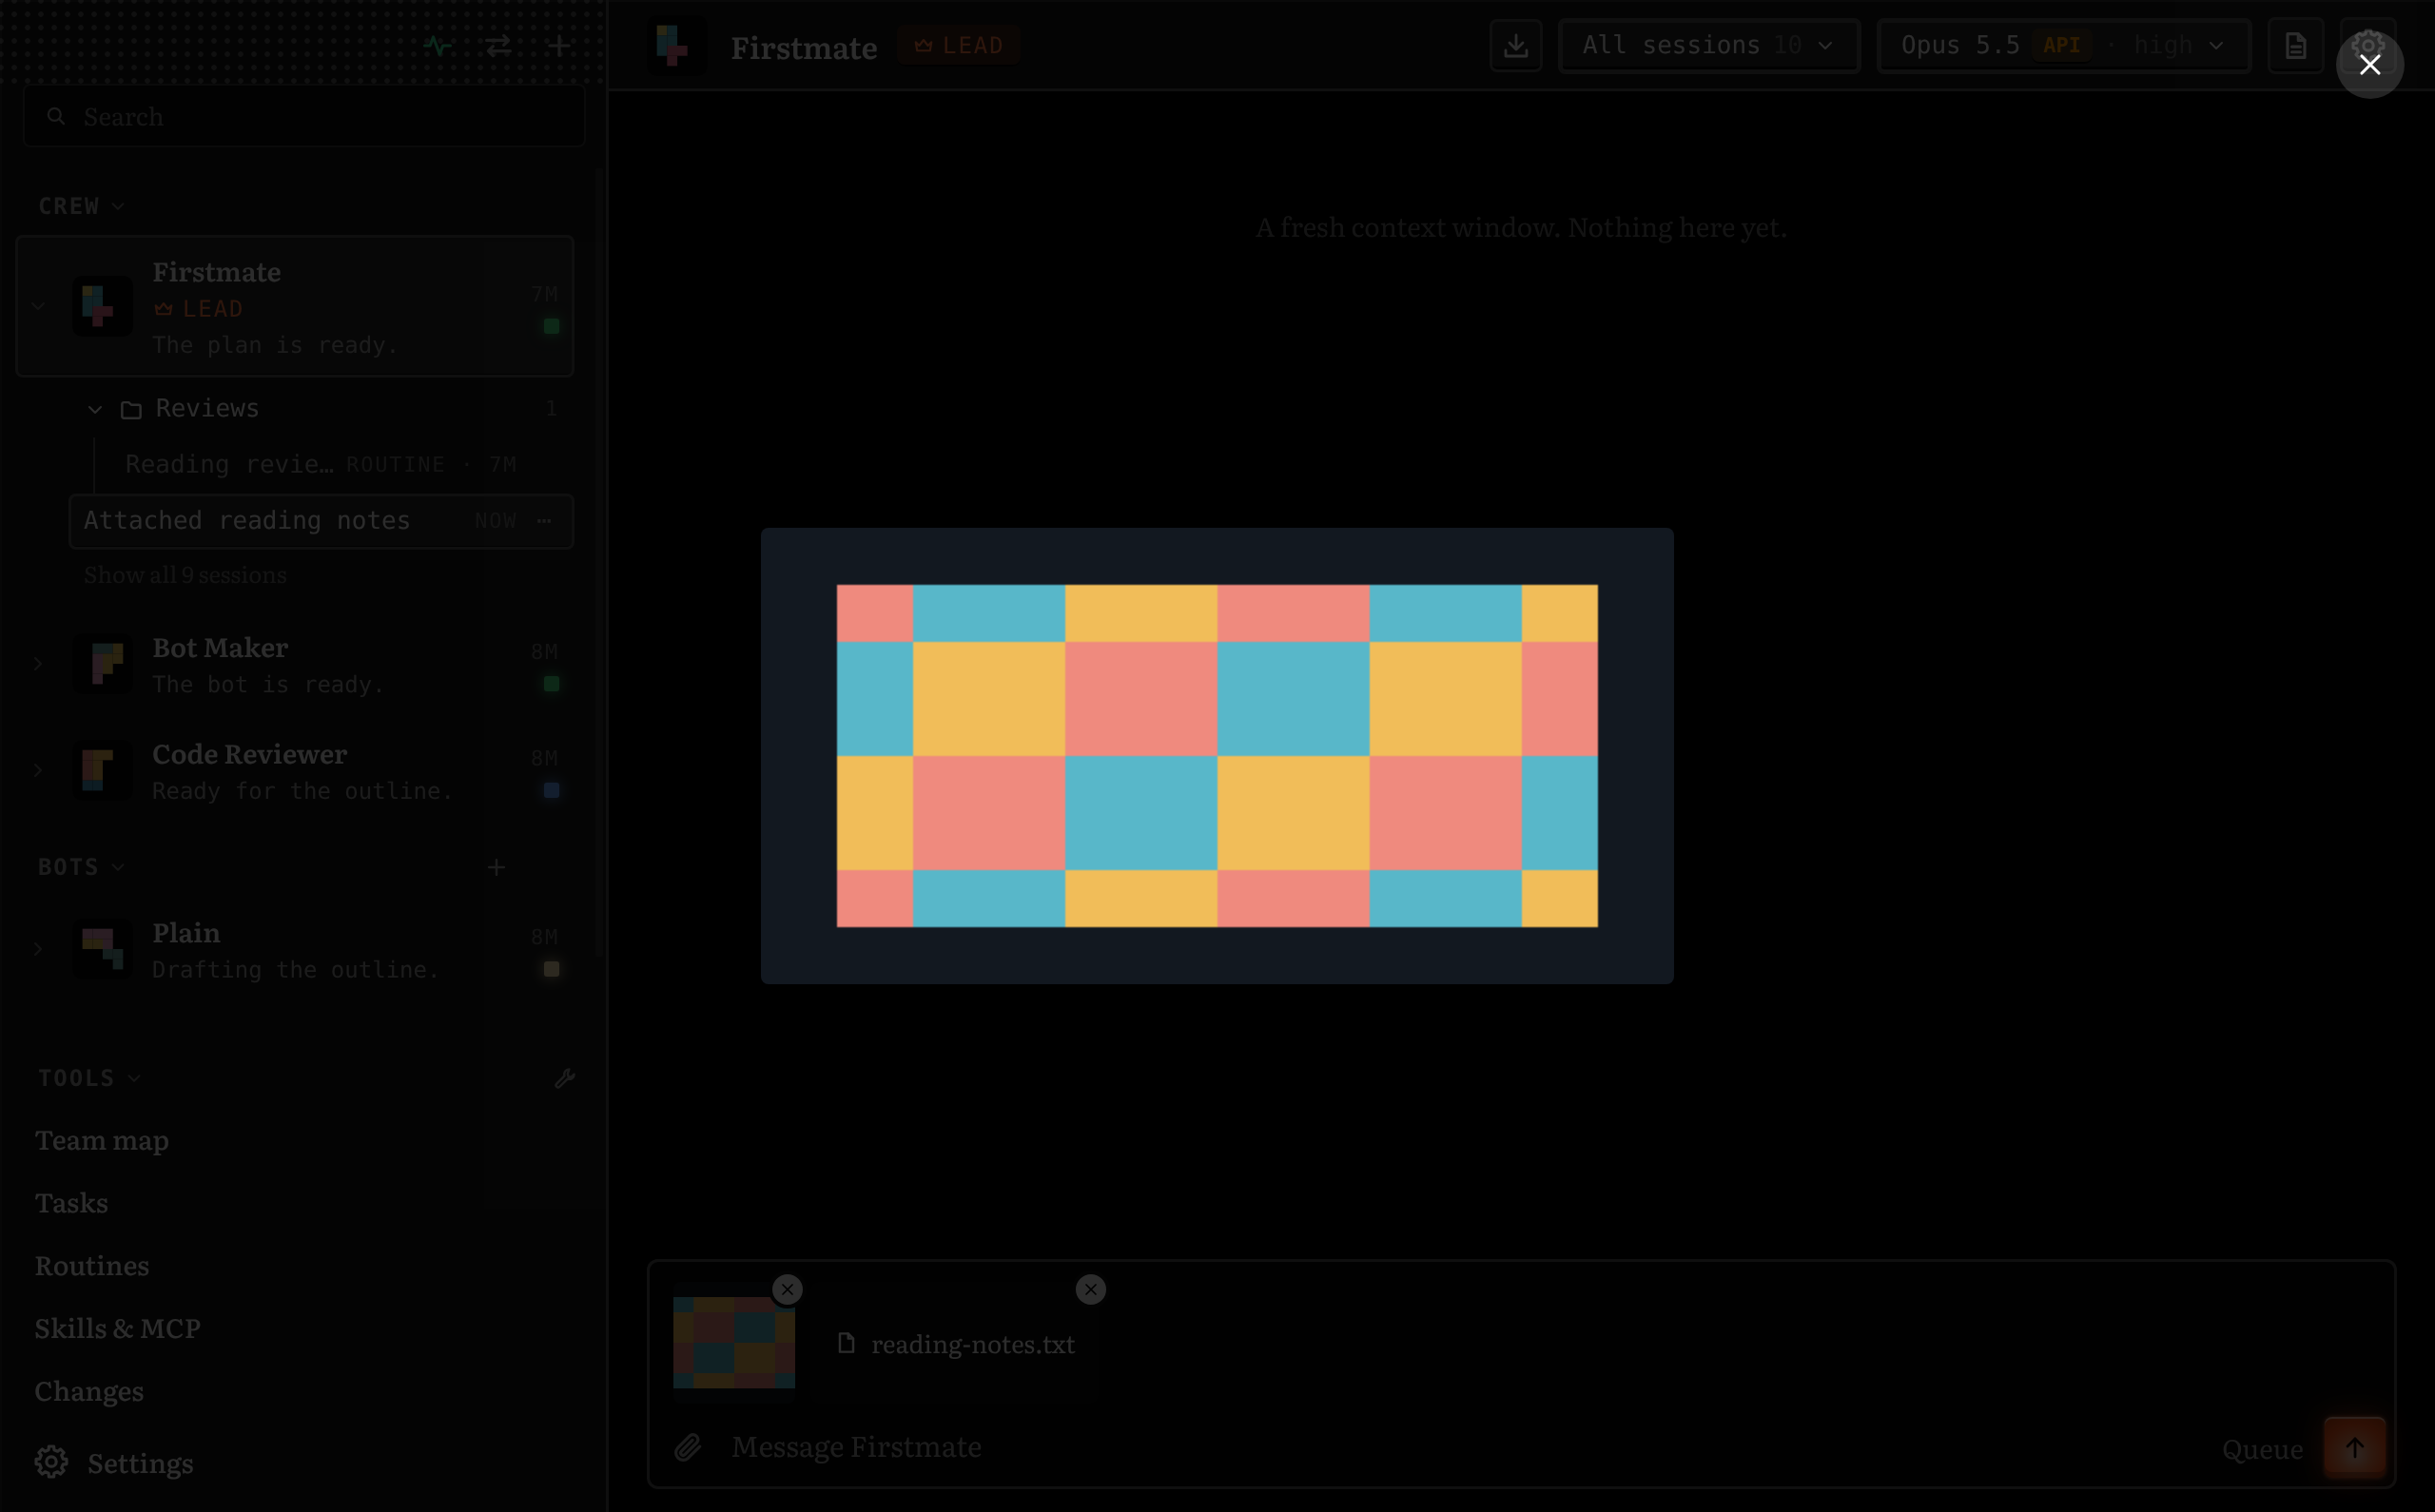 Search
CREW
Firstmate
LEAD
The plan is ready.
7M
Reviews
1
Reading revie… ROUTINE · 7M
Attached reading notes
NOW
Show all 9 sessions
Bot Maker
The bot is ready.
8M
Code Reviewer
Ready for the outline.
8M
BOTS
Plain
Drafting the outline.
8M
TOOLS
Team map
Tasks
Routines
Skills & MCP
Changes
Settings
Firstmate
LEAD
All sessions 10
Opus 5.5 API · high
A fresh context window. Nothing here yet.
reading-notes.txt
Message Firstmate
Queue